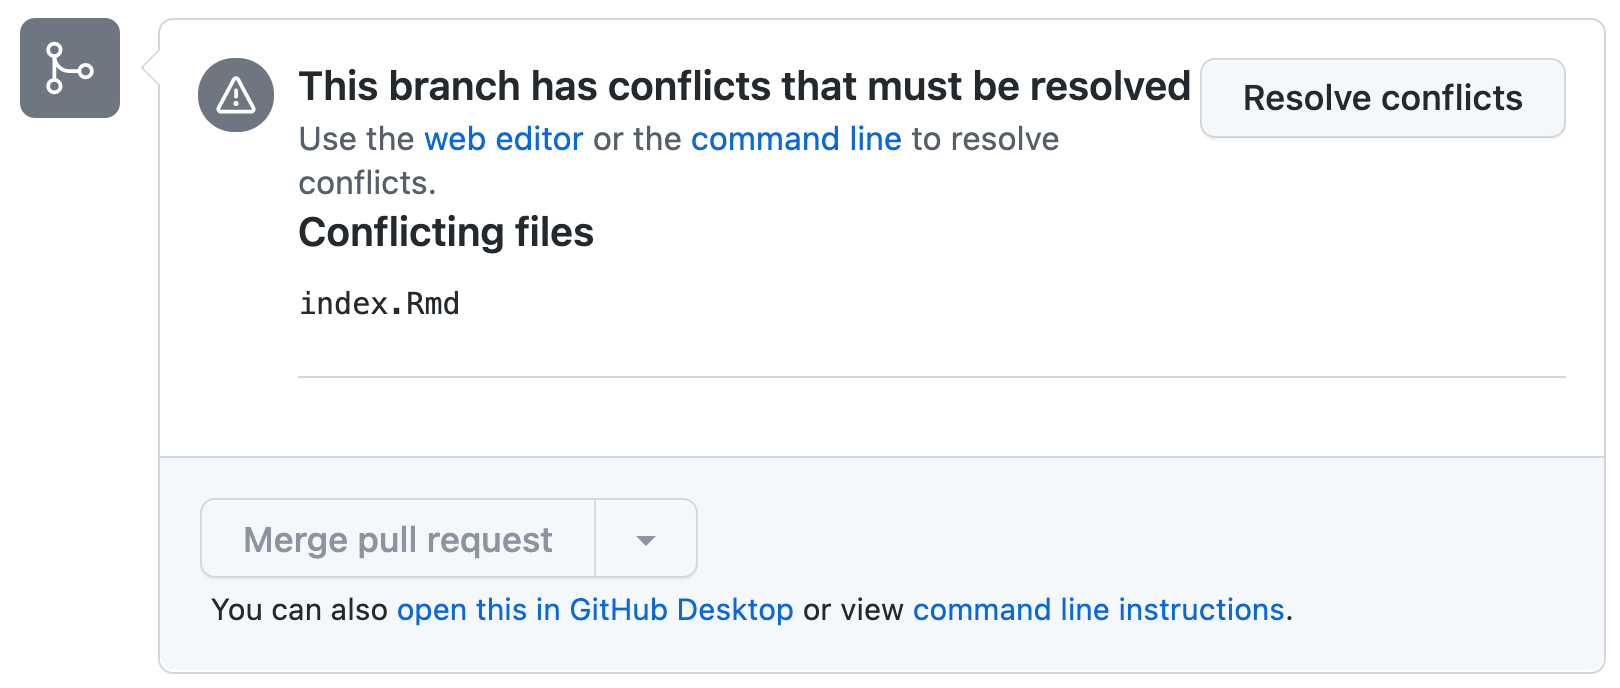 This branch has conflicts that must be resolved
Resolve conflicts
Use the web editor or the command line to resolve
conflicts.
Conflicting files
index.Rmd
Merge pull request
You can also open this in GitHub Desktop or view command line instructions.